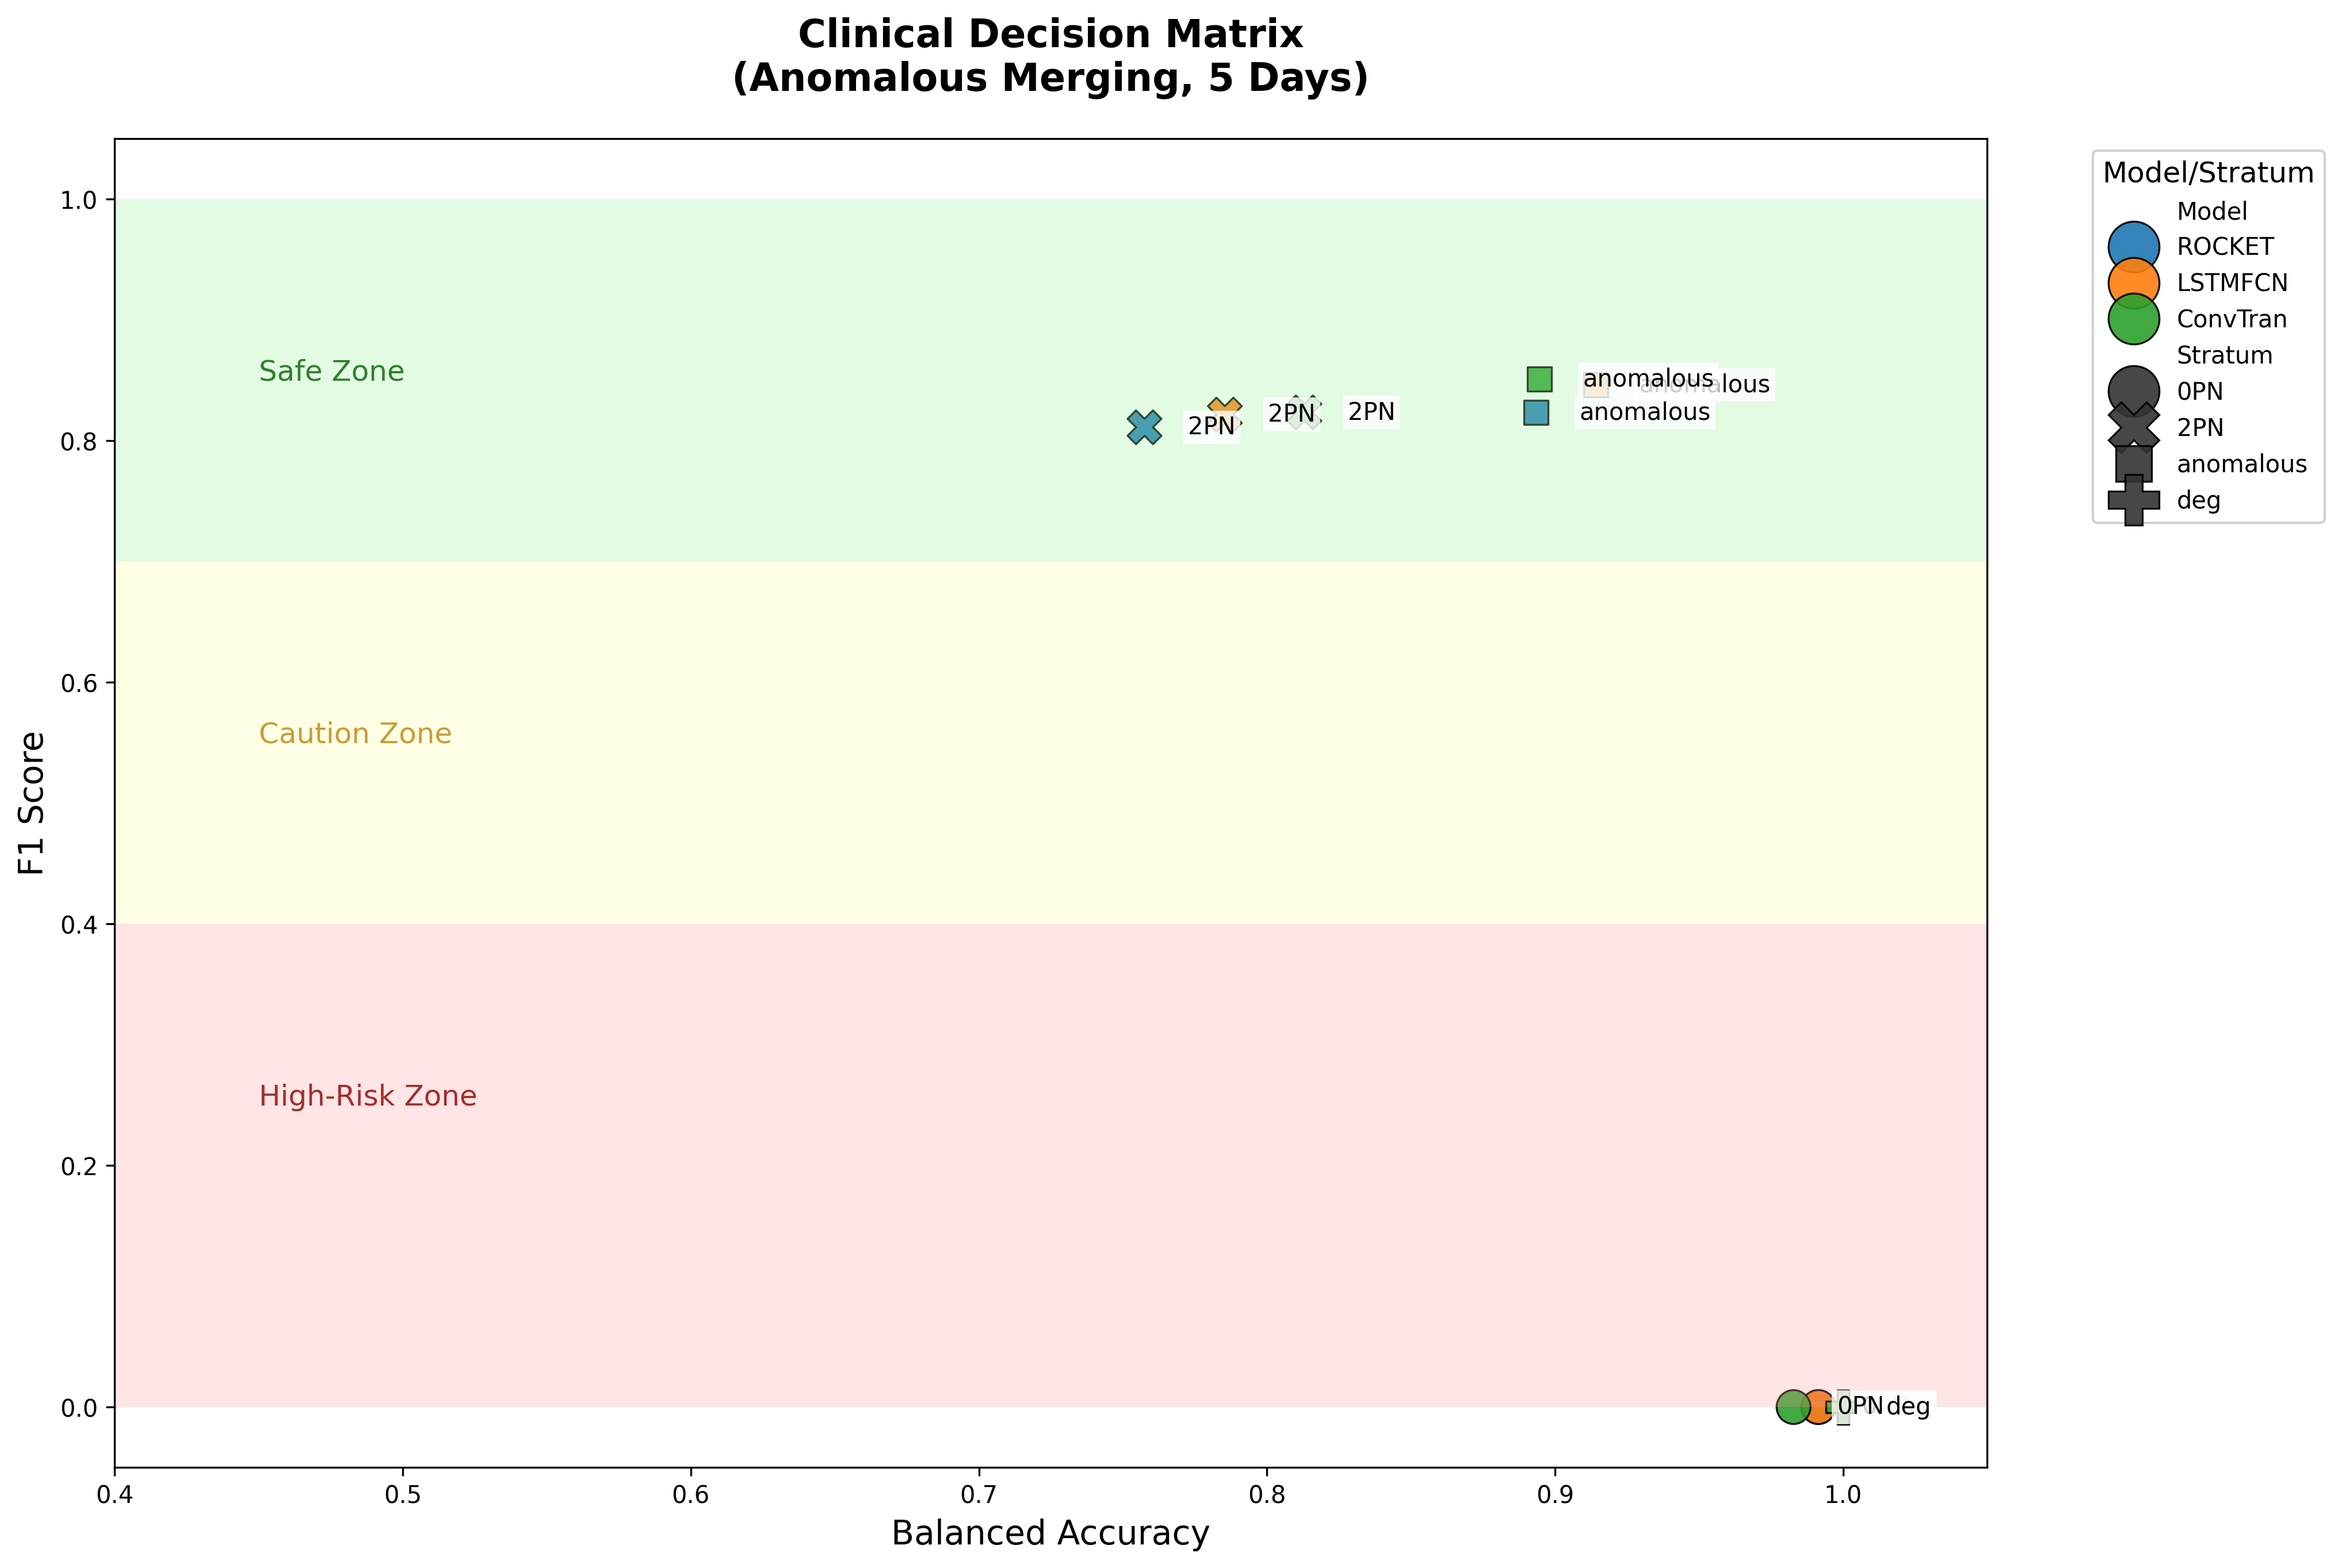 Clinical Decision Matrix
(Anomalous Merging, 5 Days)
F1 Score
1.0
0.8
0.6
0.4
0.2
0.0
Safe Zone
Caution Zone
High-Risk Zone
anomalous
anomalous
anomalous
2PN
2PN
2PN
0PN
deg
0.4
0.5
0.6
0.7
0.8
0.9
1.0
Balanced Accuracy
Model/Stratum
Model
ROCKET
LSTMFCN
ConvTran
Stratum
0PN
2PN
anomalous
deg